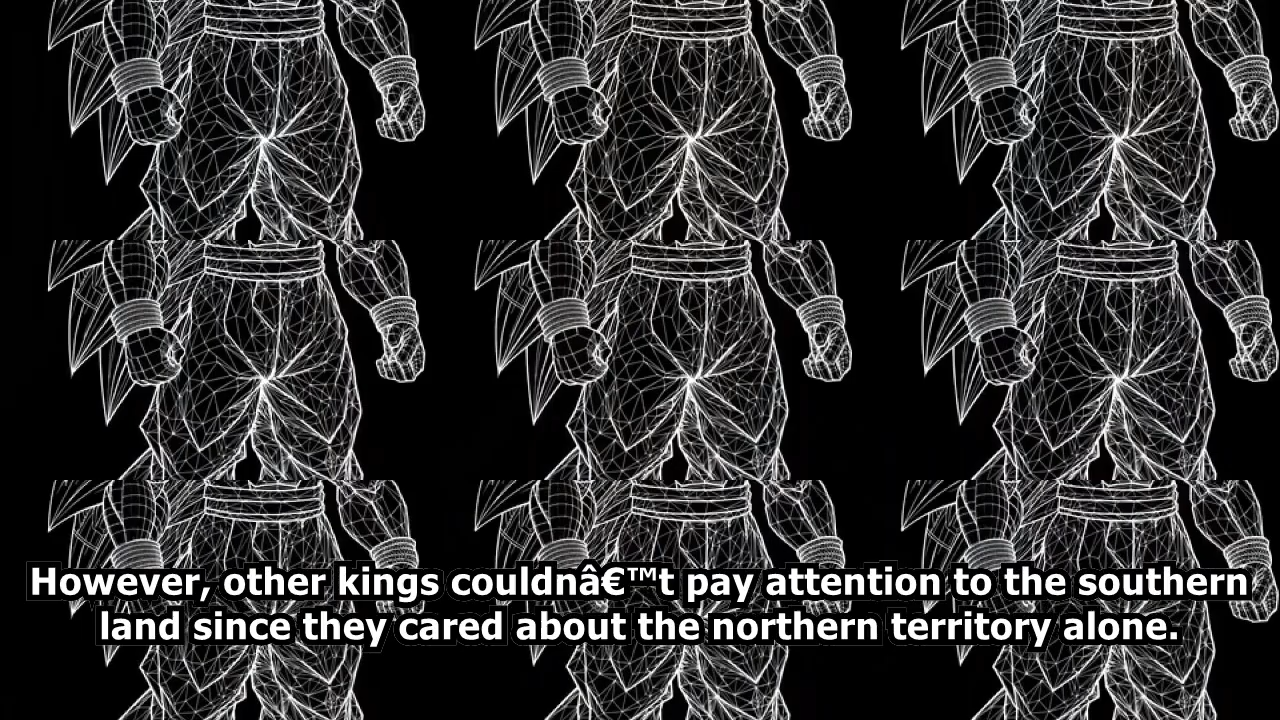 However, other kings couldnâ€™t pay attention to the southern
land since they cared about the northern territory alone.